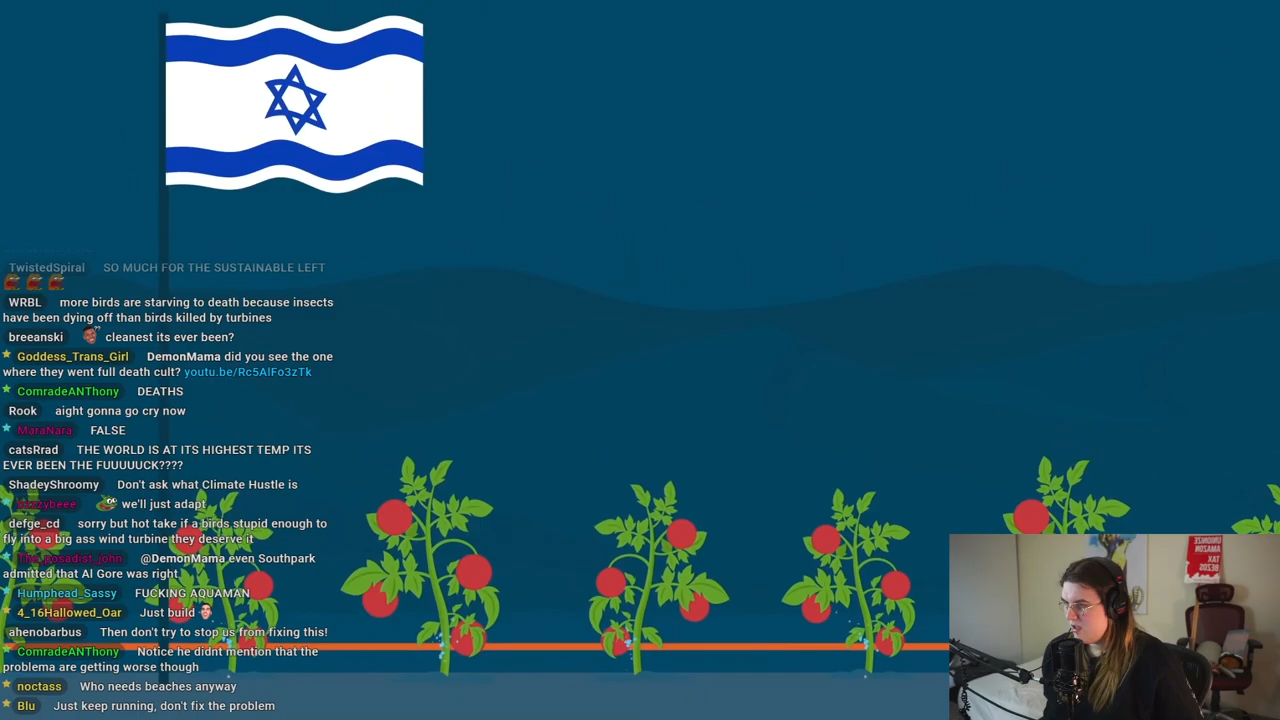 TwistedSpiral SO MUCH FOR THE SUSTAINABLE LEFT
WRBL more birds are starving to death because insects
have been dying off than birds killed by turbines
breeanski cleanest its ever been?
Goddess_Trans_Girl DemonMama did you see the one
where they went full death cult? youtu.be/Rc5AlFo3zTk
ComradeANThony DEATHS
Rook aight gonna go cry now
MaraNara FALSE
catsRrad THE WORLD IS AT ITS HIGHEST TEMP ITS
EVER BEEN THE FUUUUUCK????
ShadeyShroomy Don't ask what Climate Hustle is
we'll just adapt
defge_cd sorry but hot take if a birds stupid enough to
fly into a big ass wind turbine they deserve it
The_posadist_john @DemonMama even Southpark
admitted that Al Gore was right
Humphead_Sassy FUCKING AQUAMAN
4_16Hallowed_Oar Just build
ahenobarbus Then don't try to stop us from fixing this!
ComradeANThony Notice he didnt mention that the
problema are getting worse though
noctass Who needs beaches anyway
Blu Just keep running, don't fix the problem
UNIONIZE
AMAZON
TAX
BEZOS